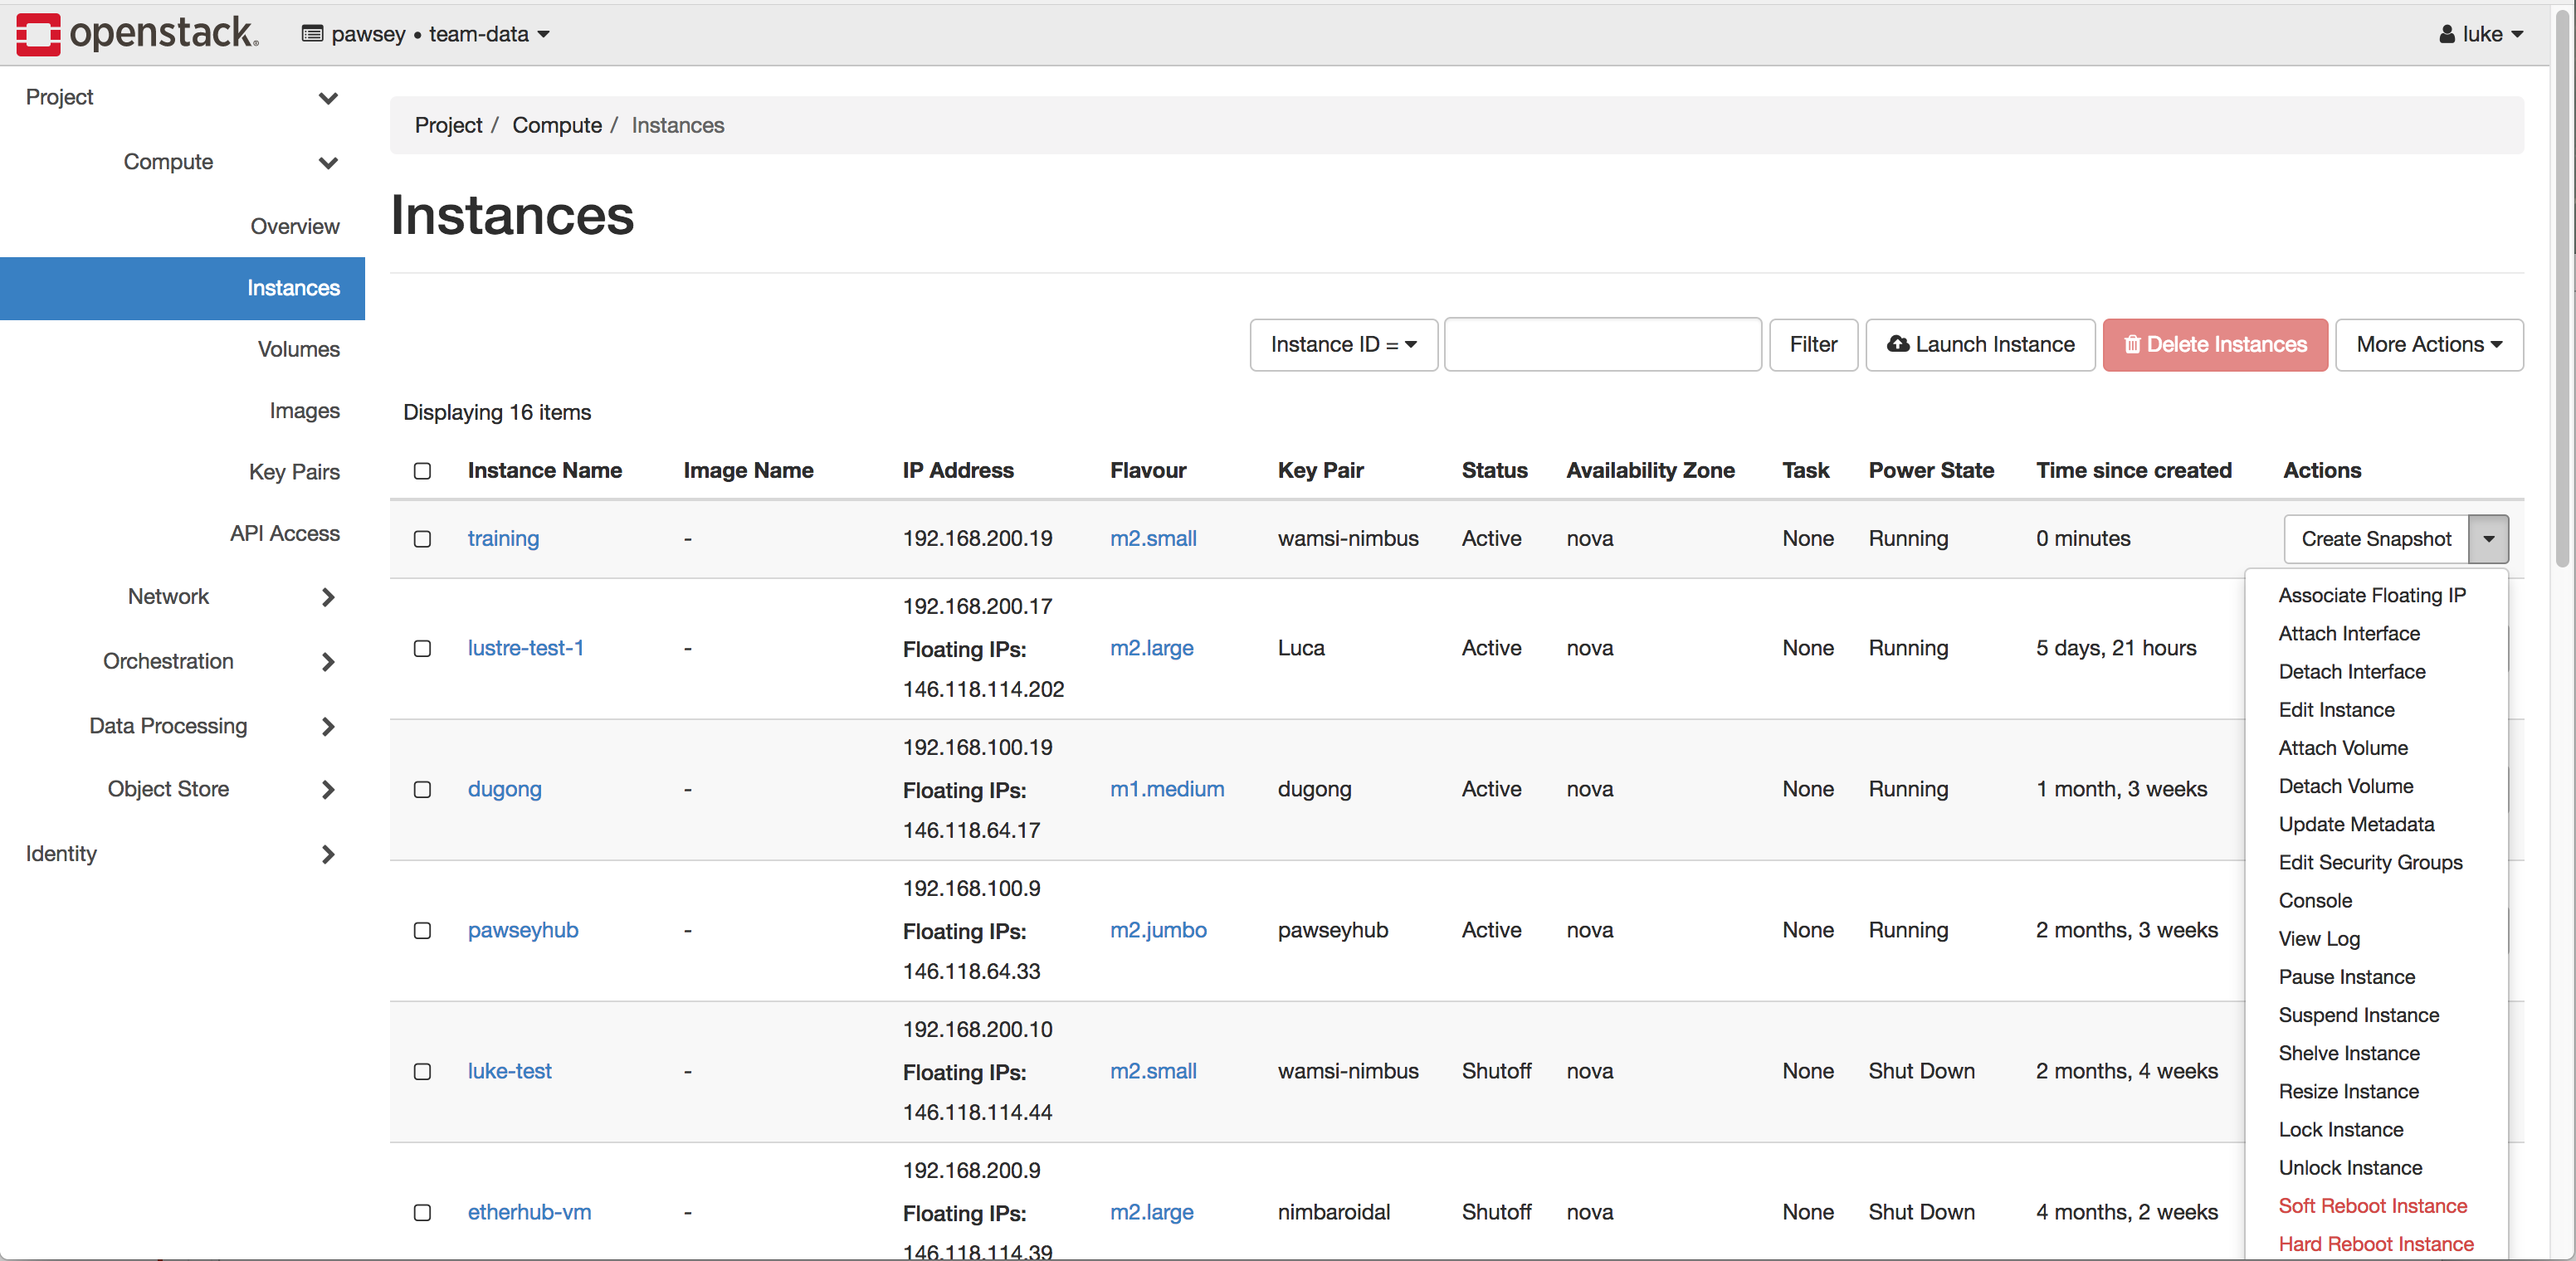 openstack.
pawsey • team-data
luke
Project
Compute
Overview
Instances
Volumes
Images
Key Pairs
API Access
Network
Orchestration
Data Processing
Object Store
Identity
Project / Compute / Instances
Instances
Instance ID =
Filter
Launch Instance
Delete Instances
More Actions
Displaying 16 items
Instance Name Image Name IP Address Flavour Key Pair Status Availability Zone Task Power State Time since created Actions
training - 192.168.200.19 m2.small wamsi-nimbus Active nova None Running 0 minutes Create Snapshot
192.168.200.17
lustre-test-1 - Floating IPs: m2.large Luca Active nova None Running 5 days, 21 hours
146.118.114.202
192.168.100.19
dugong - Floating IPs: m1.medium dugong Active nova None Running 1 month, 3 weeks
146.118.64.17
192.168.100.9
pawseyhub - Floating IPs: m2.jumbo pawseyhub Active nova None Running 2 months, 3 weeks
146.118.64.33
192.168.200.10
luke-test - Floating IPs: m2.small wamsi-nimbus Shutoff nova None Shut Down 2 months, 4 weeks
146.118.114.44
192.168.200.9
etherhub-vm - Floating IPs: m2.large nimbaroidal Shutoff nova None Shut Down 4 months, 2 weeks
146.118.114.39
Associate Floating IP
Attach Interface
Detach Interface
Edit Instance
Attach Volume
Detach Volume
Update Metadata
Edit Security Groups
Console
View Log
Pause Instance
Suspend Instance
Shelve Instance
Resize Instance
Lock Instance
Unlock Instance
Soft Reboot Instance
Hard Reboot Instance